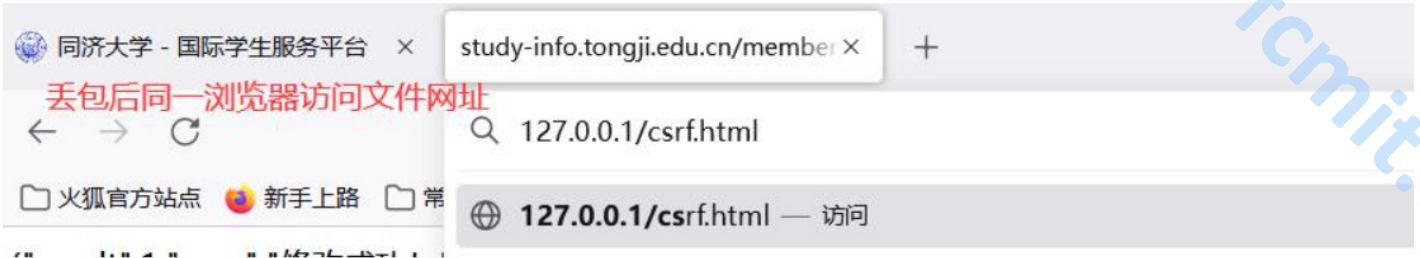 同济大学 - 国际学生服务平台 × study-info.tongji.edu.cn/member × +
丢包后同一浏览器访问文件网址
127.0.0.1/csrf.html
火狐官方站点 新手上路 常
127.0.0.1/csrf.html — 访问
rcmit.